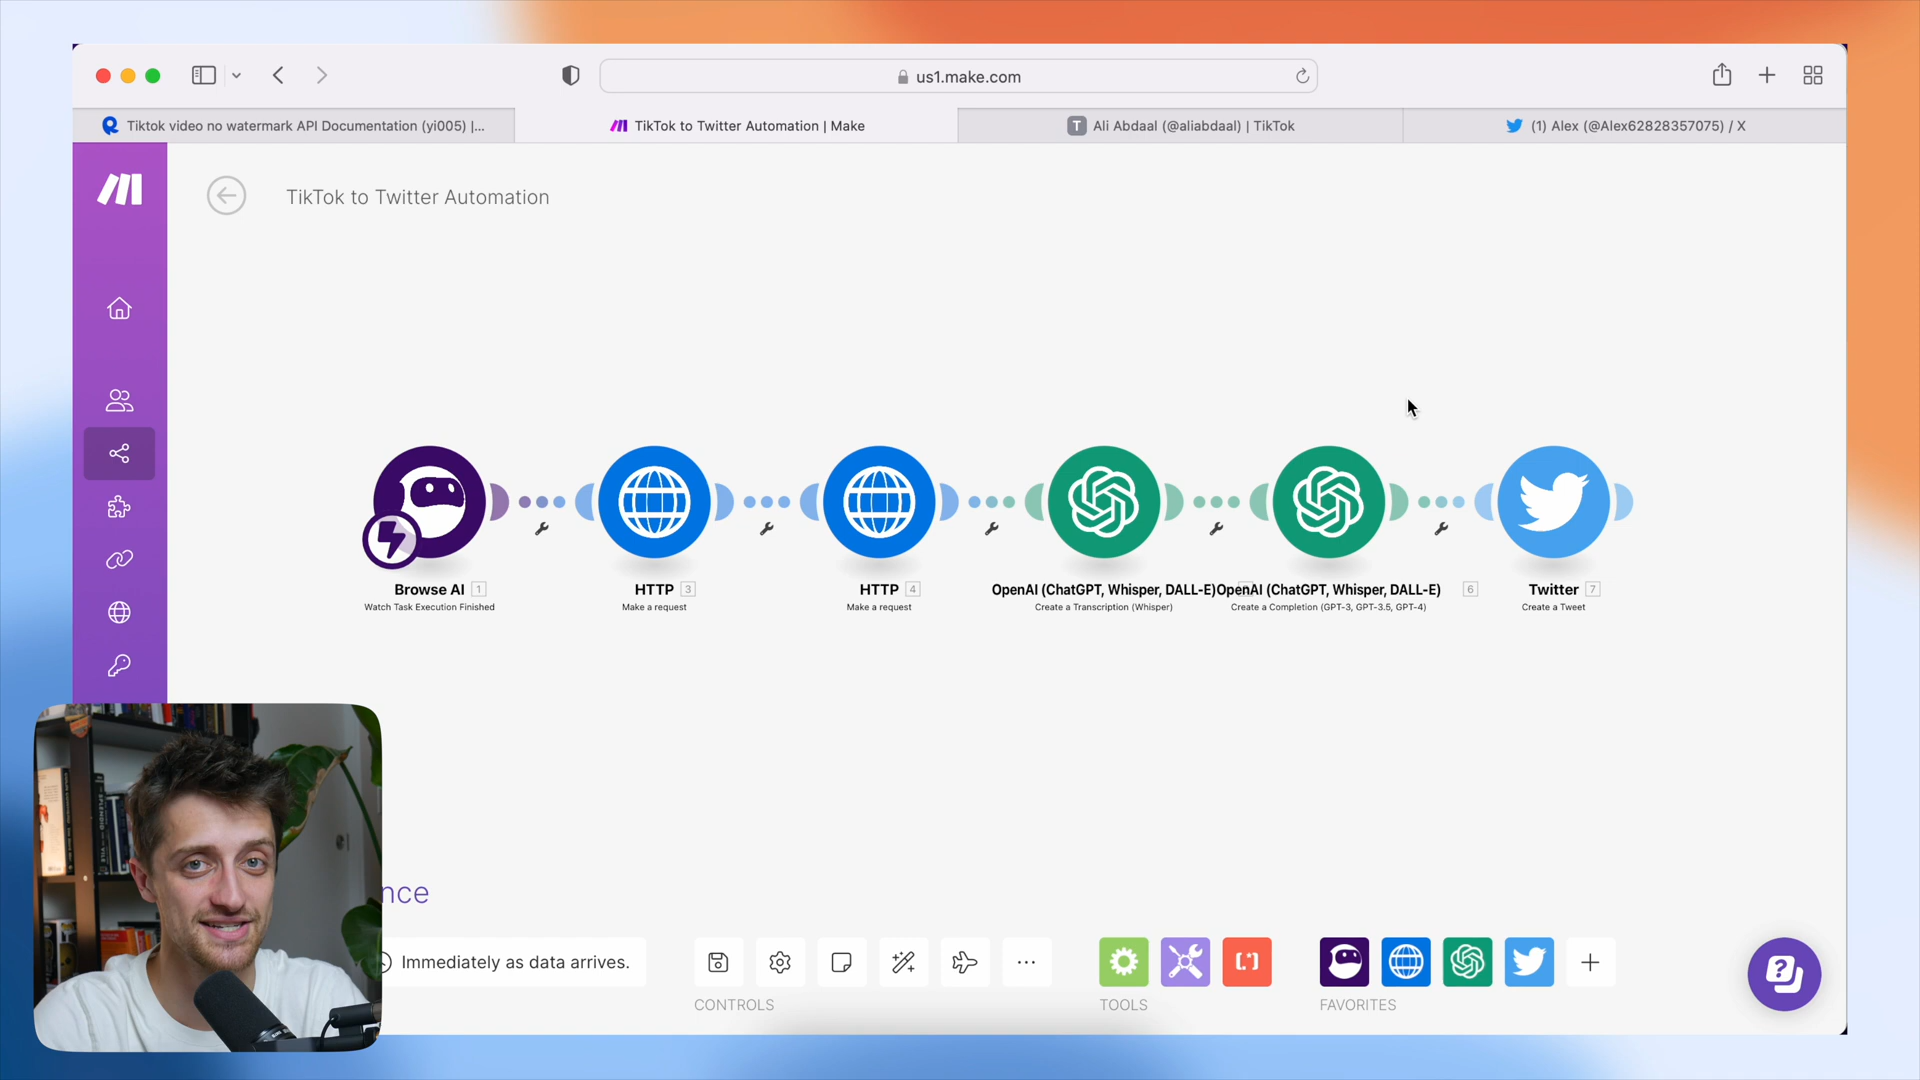 us1.make.com
Tiktok video no watermark API Documentation (yi005) |...
TikTok to Twitter Automation | Make
T
Ali Abdaal (@aliabdaal) | TikTok
(1) Alex (@Alex62828357075) / X
TikTok to Twitter Automation
Browse AI 1
Watch Task Execution Finished
HTTP 3
Make a request
HTTP 4
Make a request
OpenAI (ChatGPT, Whisper, DALL-E)
Create a Transcription (Whisper)
OpenAI (ChatGPT, Whisper, DALL-E) 6
Create a Completion (GPT-3, GPT-3.5, GPT-4)
Twitter 7
Create a Tweet
nce
Immediately as data arrives.
CONTROLS
TOOLS
FAVORITES